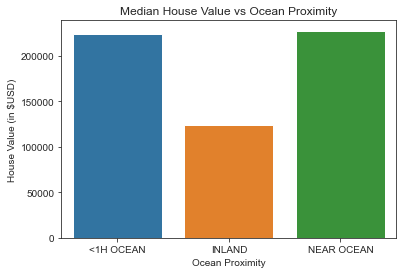 Median House Value vs Ocean Proximity
House Value (in $USD)
200000
150000
100000
50000
0
<1H OCEAN
INLAND
NEAR OCEAN
Ocean Proximity